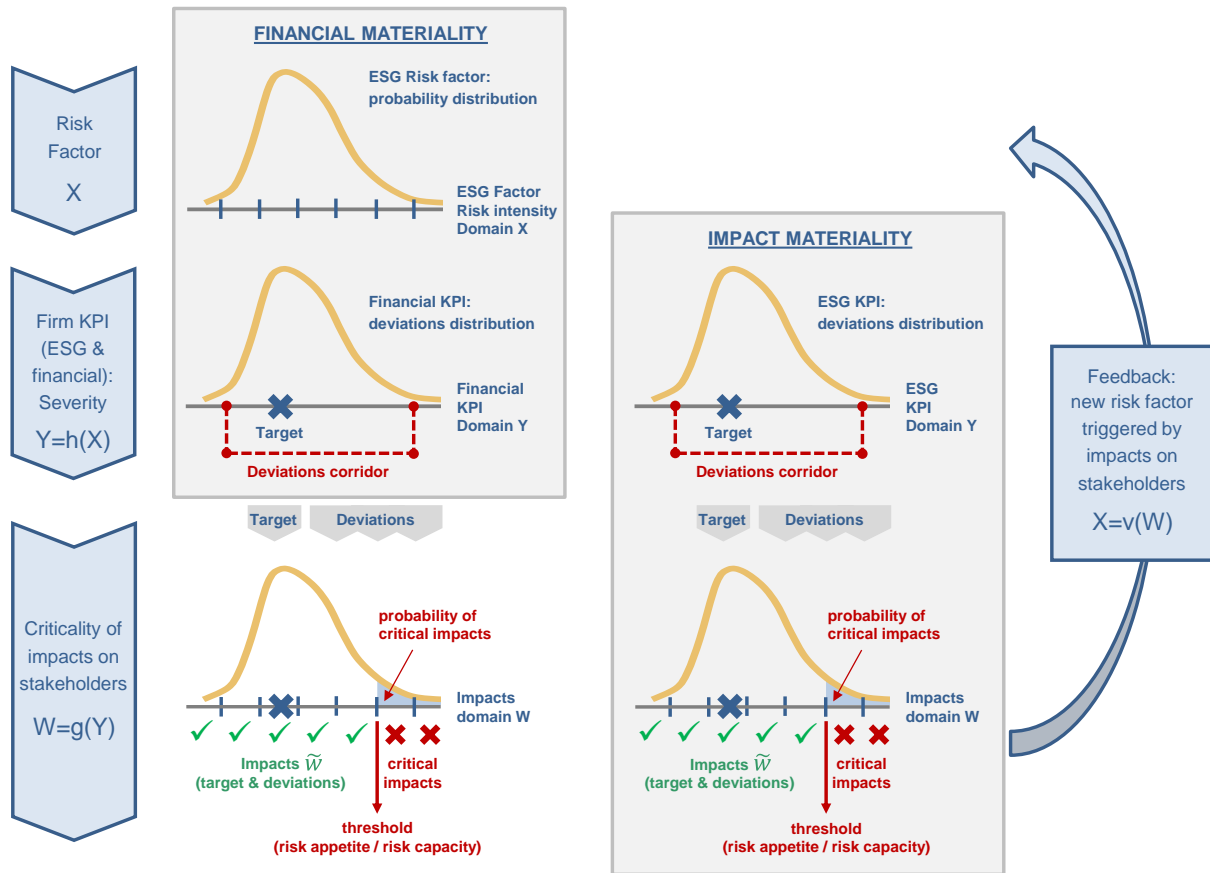 FINANCIAL MATERIALITY
Risk
Factor
X
ESG Risk factor:
probability distribution
ESG Factor
Risk intensity
Domain X
IMPACT MATERIALITY
Firm KPI
(ESG &
financial):
Severity
Y=h(X)
Financial KPI:
deviations distribution
Financial
KPI
Domain Y
Target
Deviations corridor
ESG KPI:
deviations distribution
ESG
KPI
Domain Y
Target
Deviations corridor
Feedback:
new risk factor
triggered by
impacts on
stakeholders
X=v(W)
Target
Deviations
Target
Deviations
Criticality of
impacts on
stakeholders
W=g(Y)
probability of
critical impacts
Impacts
domain W
Impacts W̃
(target & deviations)
critical
impacts
threshold
(risk appetite / risk capacity)
probability of
critical impacts
Impacts
domain W
Impacts W̃
(target & deviations)
critical
impacts
threshold
(risk appetite / risk capacity)